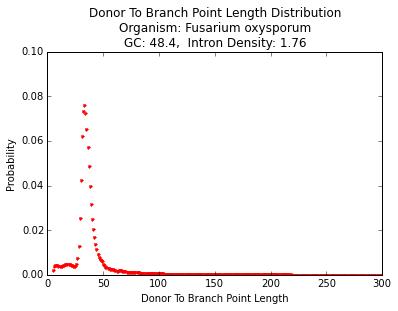 Donor To Branch Point Length Distribution
Organism: Fusarium oxysporum
GC: 48.4,  Intron Density: 1.76
0.10
0.08
0.06
0.04
0.02
0.00
Probability
0 50 100 150 200 250 300
Donor To Branch Point Length